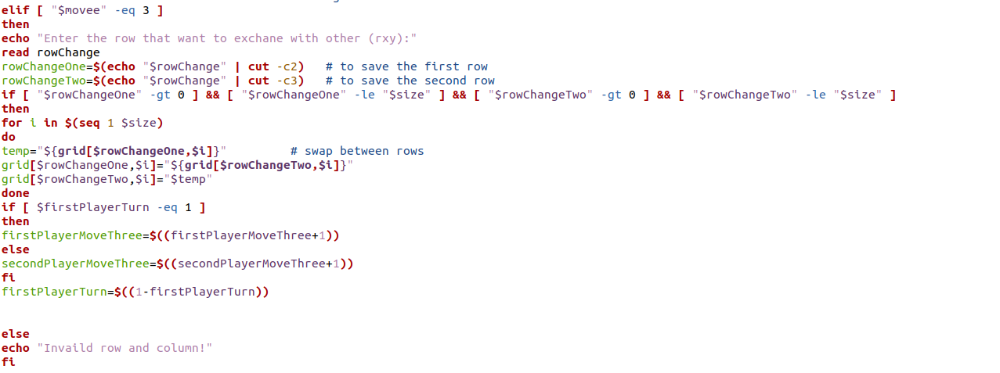 elif [ "$movee" -eq 3 ]
then
echo "Enter the row that want to exchane with other (rxy):"
read rowChange
rowChangeOne=$(echo "$rowChange" | cut -c2)   # to save the first row
rowChangeTwo=$(echo "$rowChange" | cut -c3)   # to save the second row
if [ "$rowChangeOne" -gt 0 ] && [ "$rowChangeOne" -le "$size" ] && [ "$rowChangeTwo" -gt 0 ] && [ "$rowChangeTwo" -le "$size" ]
then
for i in $(seq 1 $size)
do
temp="${grid[$rowChangeOne,$i]}"         # swap between rows
grid[$rowChangeOne,$i]="${grid[$rowChangeTwo,$i]}"
grid[$rowChangeTwo,$i]="$temp"
done
if [ $firstPlayerTurn -eq 1 ]
then
firstPlayerMoveThree=$((firstPlayerMoveThree+1))
else
secondPlayerMoveThree=$((secondPlayerMoveThree+1))
fi
firstPlayerTurn=$((1-firstPlayerTurn))
else
echo "Invaild row and column!"
fi